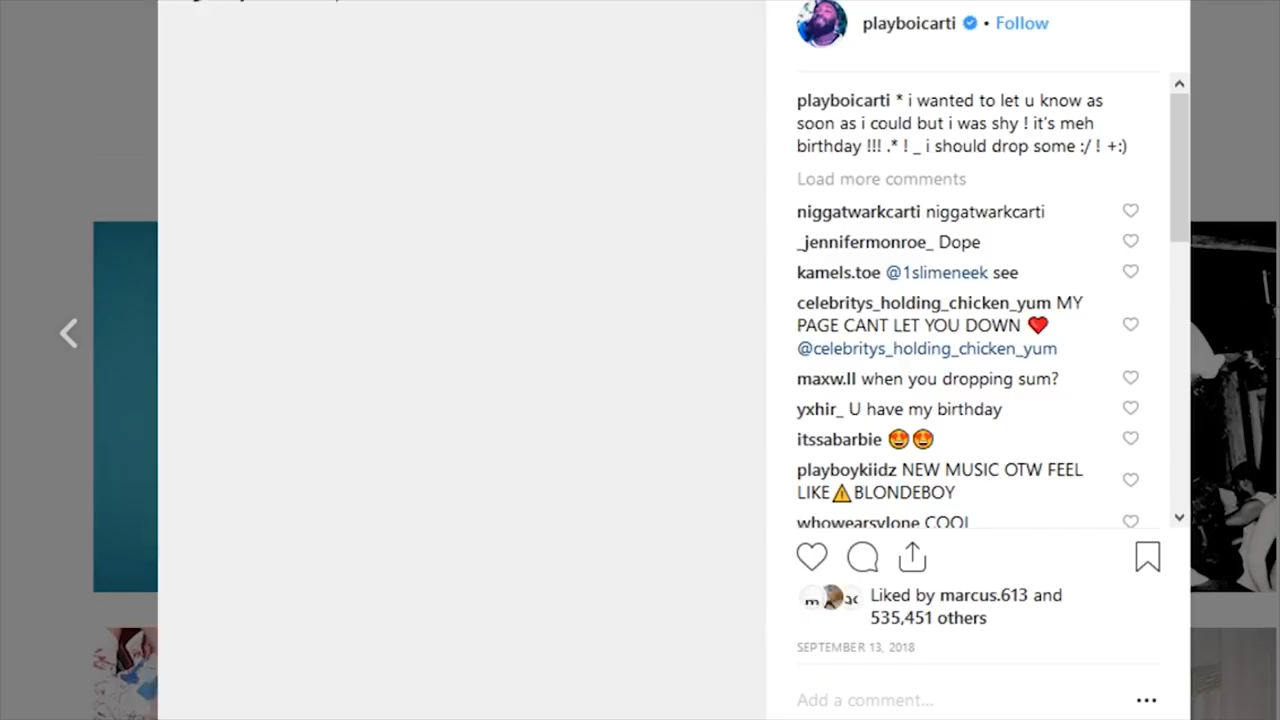 playboicarti • Follow
playboicarti * i wanted to let u know as
soon as i could but i was shy ! it's meh
birthday !!! .* ! _ i should drop some :/ ! +:)
Load more comments
niggatwarkcarti niggatwarkcarti
_jennifermonroe_ Dope
kamels.toe @1slimeneek see
celebritys_holding_chicken_yum MY
PAGE CANT LET YOU DOWN ❤️
@celebritys_holding_chicken_yum
maxw.ll when you dropping sum?
yxhir_ U have my birthday
itssabarbie 😍😍
playboykiidz NEW MUSIC OTW FEEL
LIKE⚠️BLONDEBOY
whowearsylone COOL
Liked by marcus.613 and
535,451 others
SEPTEMBER 13, 2018
Add a comment...